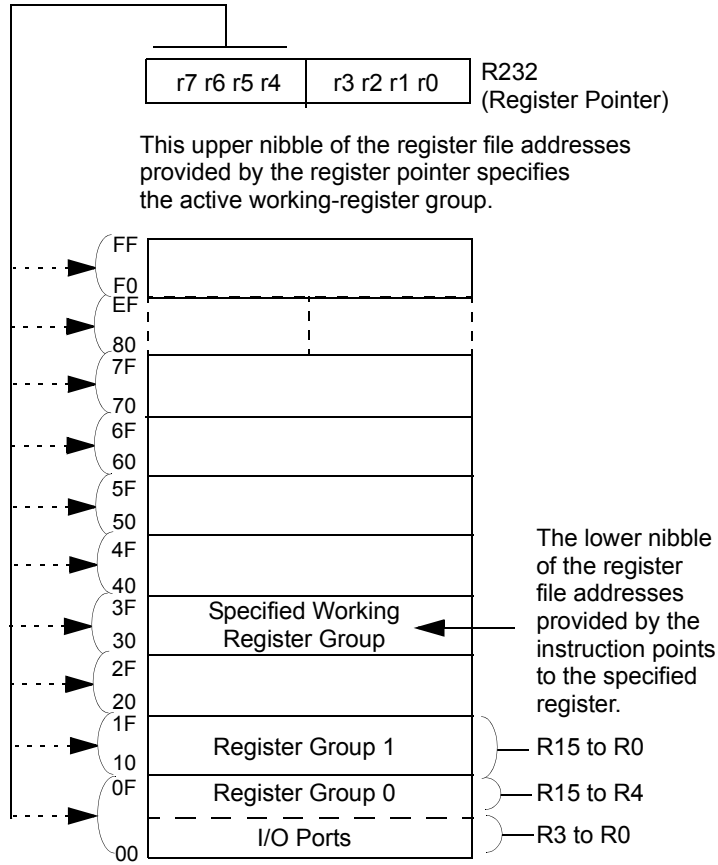 r7 r6 r5 r4
r3 r2 r1 r0
R232
(Register Pointer)
This upper nibble of the register file addresses
provided by the register pointer specifies
the active working-register group.
FF
F0
EF
80
7F
70
6F
60
5F
50
4F
40
3F
30
Specified Working
Register Group
The lower nibble
of the register
file addresses
provided by the
instruction points
to the specified
register.
2F
20
1F
10
Register Group 1
R15 to R0
0F
Register Group 0
R15 to R4
I/O Ports
R3 to R0
00